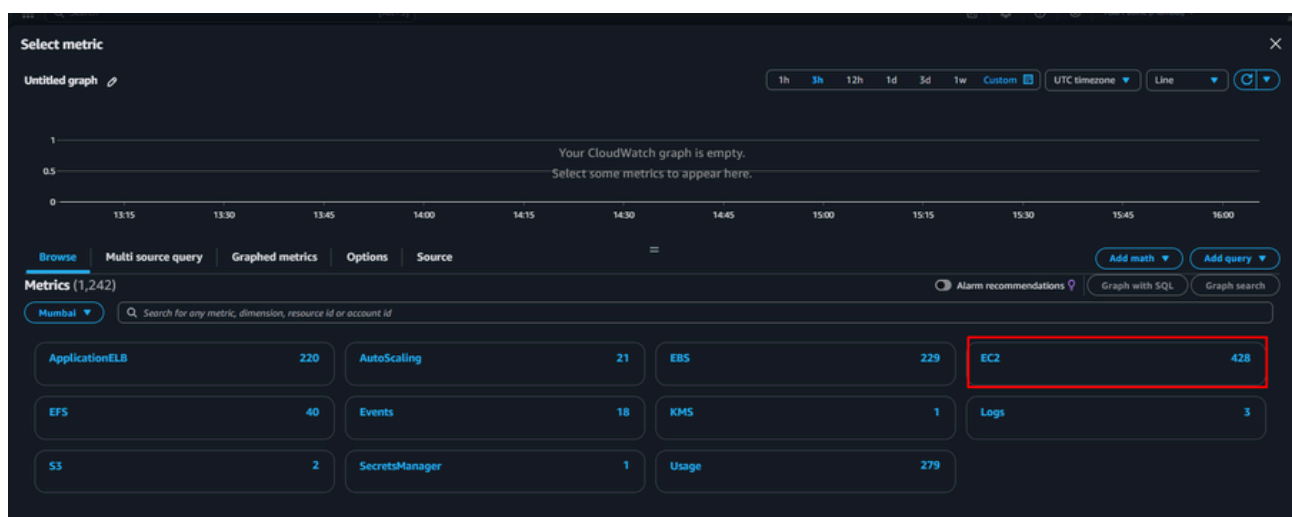 Select metric
Untitled graph
1h 3h 12h 1d 3d 1w Custom UTC timezone Line
1
Your CloudWatch graph is empty.
0.5
Select some metrics to appear here.
0
13:15 13:30 13:45 14:00 14:15 14:30 14:45 15:00 15:15 15:30 15:45 16:00
Browse Multi source query Graphed metrics Options Source Add math Add query
Metrics (1,242) Alarm recommendations Graph with SQL Graph search
Mumbai Search for any metric, dimension, resource id or account id
ApplicationELB 220 AutoScaling 21 EBS 229 EC2 428
EFS 40 Events 18 KMS 1 Logs 3
S3 2 SecretsManager 1 Usage 279